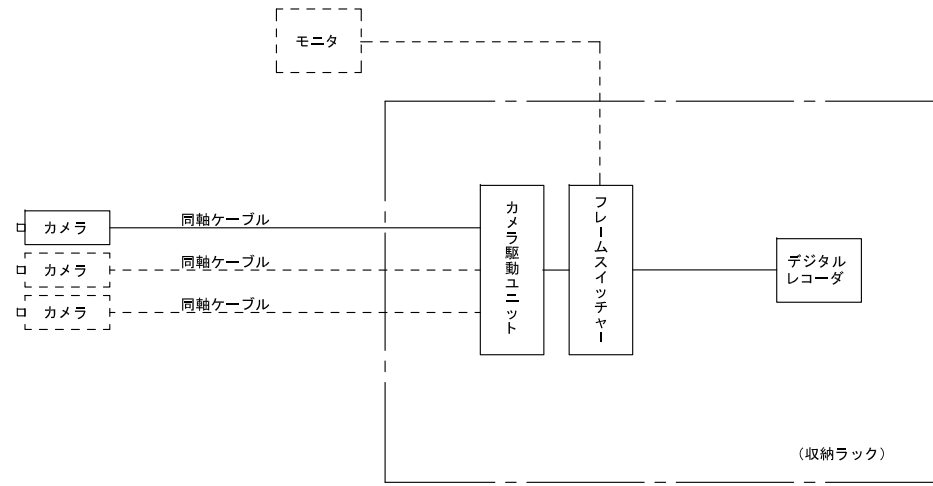 モニタ
同軸ケーブル
カメラ
同軸ケーブル
カメラ
同軸ケーブル
カメラ
カメラ駆動ユニット
フレームスイッチャー
デジタル
レコーダ
(収納ラック)